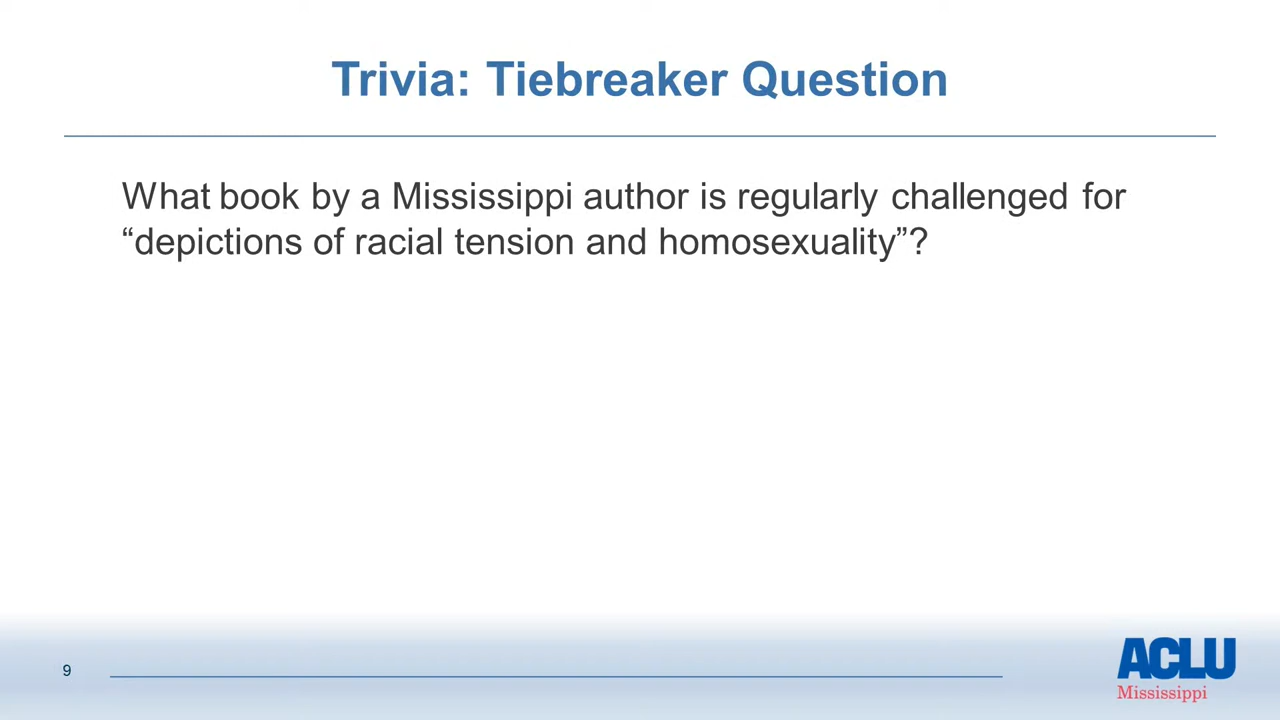 Trivia: Tiebreaker Question
What book by a Mississippi author is regularly challenged for
“depictions of racial tension and homosexuality”?
9
ACLU
Mississippi